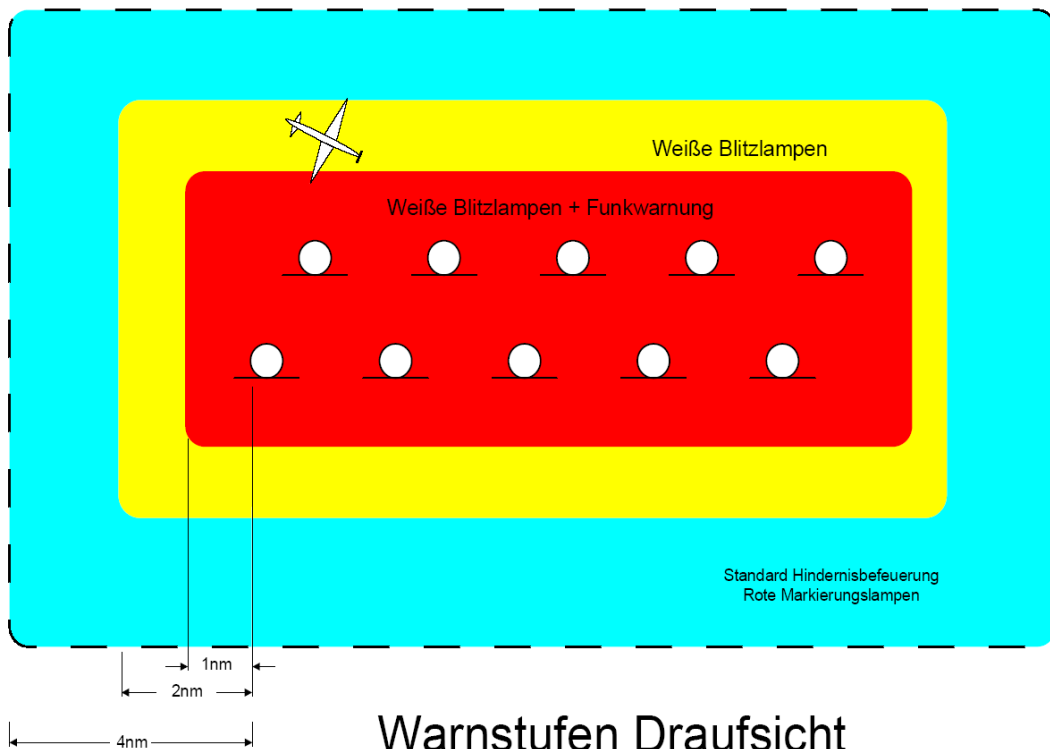 Weiße Blitzlampen
Weiße Blitzlampen + Funkwarnung
Standard Hindernisbefeuerung
Rote Markierungslampen
1nm
2nm
4nm
Warnstufen Draufsicht